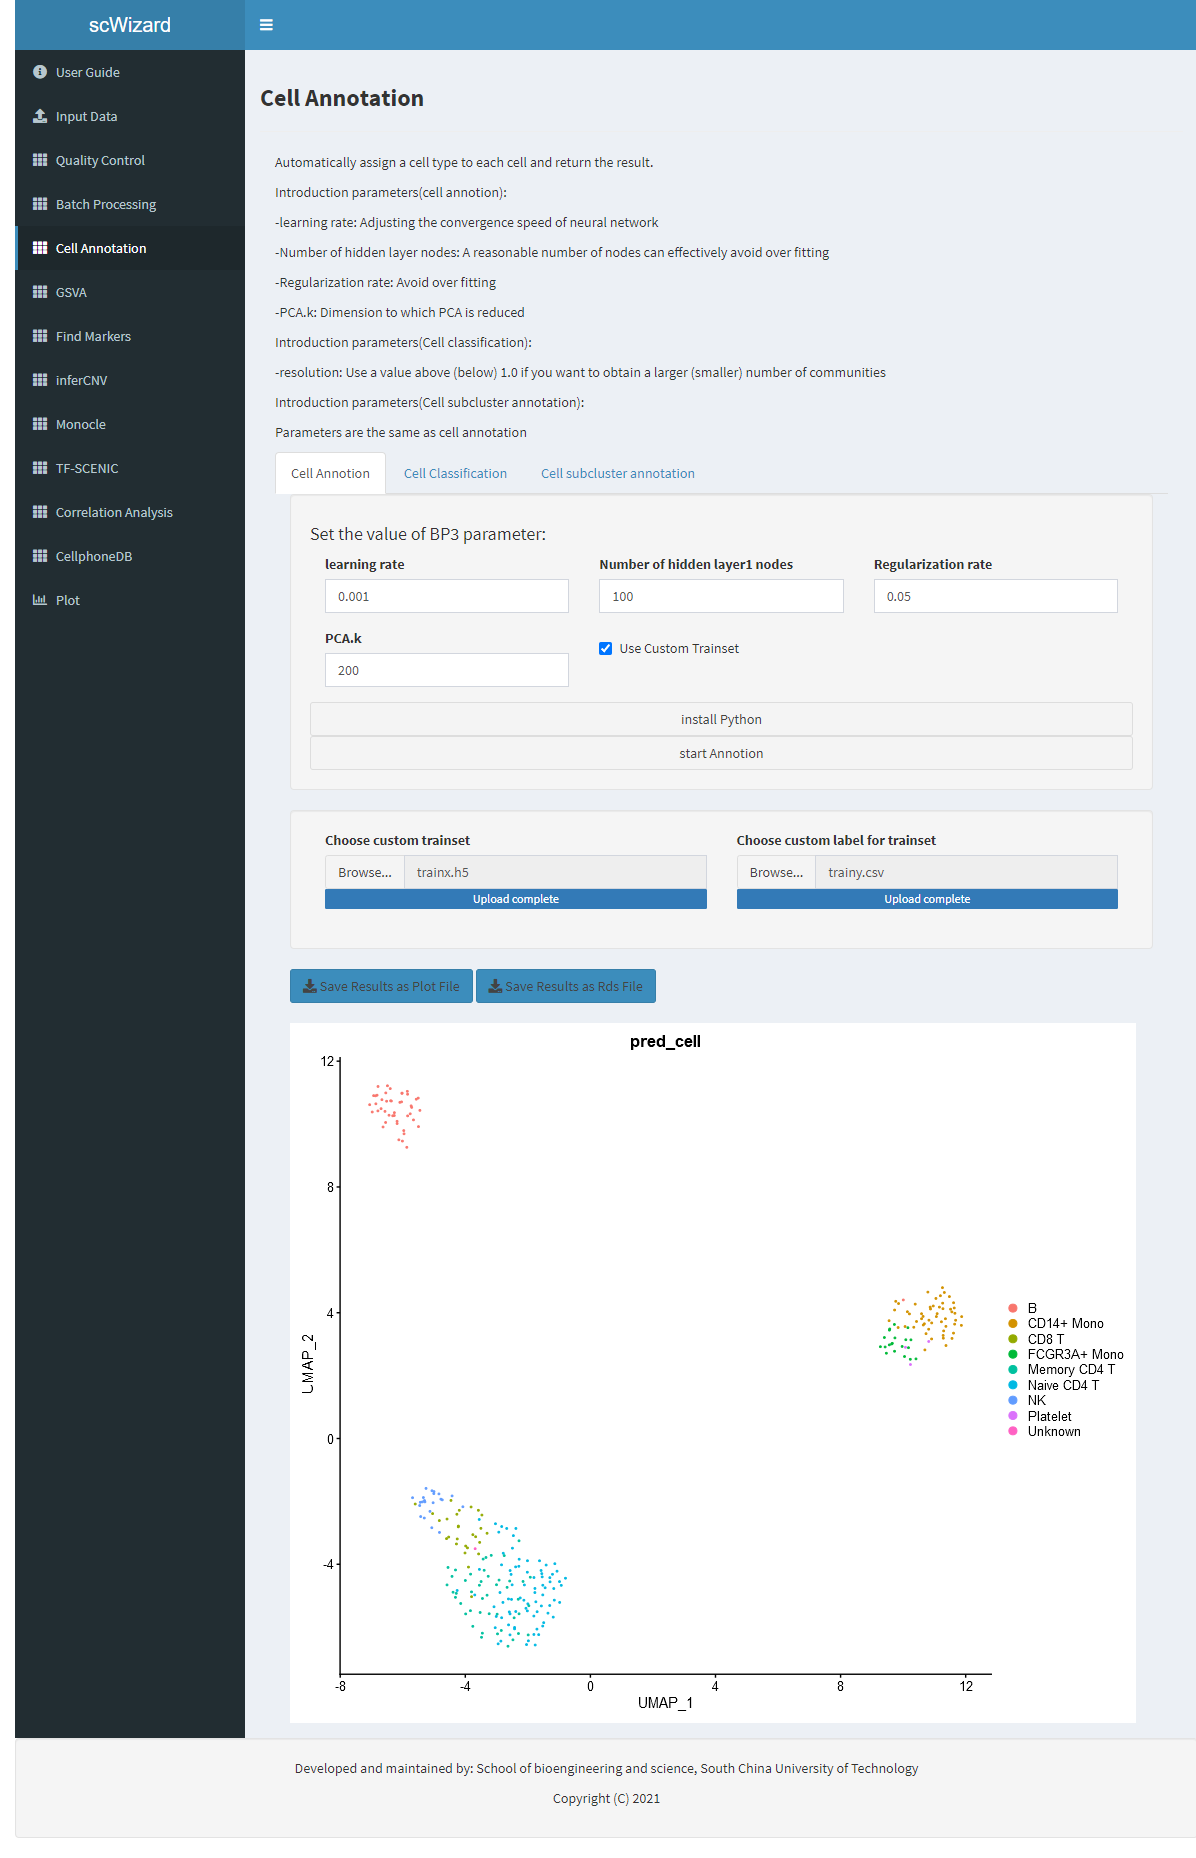 scWizard
User Guide
Input Data
Quality Control
Batch Processing
Cell Annotation
GSVA
Find Markers
inferCNV
Monocle
TF-SCENIC
Correlation Analysis
CellphoneDB
Plot
Cell Annotation
Automatically assign a cell type to each cell and return the result.
Introduction parameters(cell annotion):
-learning rate: Adjusting the convergence speed of neural network
-Number of hidden layer nodes: A reasonable number of nodes can effectively avoid over fitting
-Regularization rate: Avoid over fitting
-PCA.k: Dimension to which PCA is reduced
Introduction parameters(Cell classification):
-resolution: Use a value above (below) 1.0 if you want to obtain a larger (smaller) number of communities
Introduction parameters(Cell subcluster annotation):
Parameters are the same as cell annotation
Cell Annotion Cell Classification Cell subcluster annotation
Set the value of BP3 parameter:
learning rate Number of hidden layer1 nodes Regularization rate
0.001 100 0.05
PCA.k
Use Custom Trainset
200
install Python
start Annotion
Choose custom trainset Choose custom label for trainset
Browse... trainx.h5 Browse... trainy.csv
Upload complete Upload complete
Save Results as Plot File Save Results as Rds File
pred_cell
12
8
4
0
-4
UMAP_2
-8 -4 0 4 8 12
UMAP_1
B
CD14+ Mono
CD8 T
FCGR3A+ Mono
Memory CD4 T
Naive CD4 T
NK
Platelet
Unknown
Developed and maintained by: School of bioengineering and science, South China University of Technology
Copyright (C) 2021